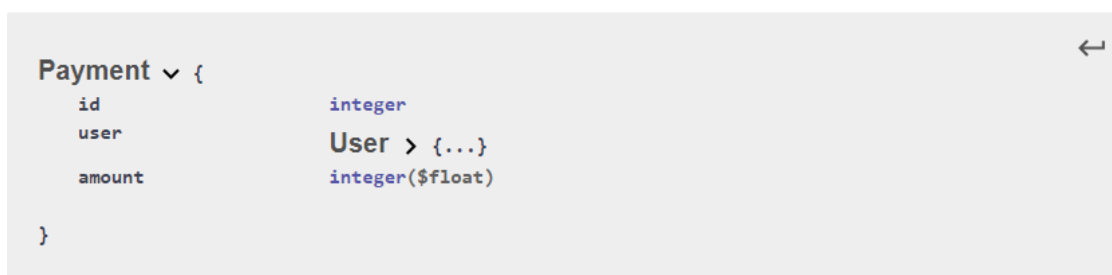 Payment {
id integer
user User {...}
amount integer($float)
}